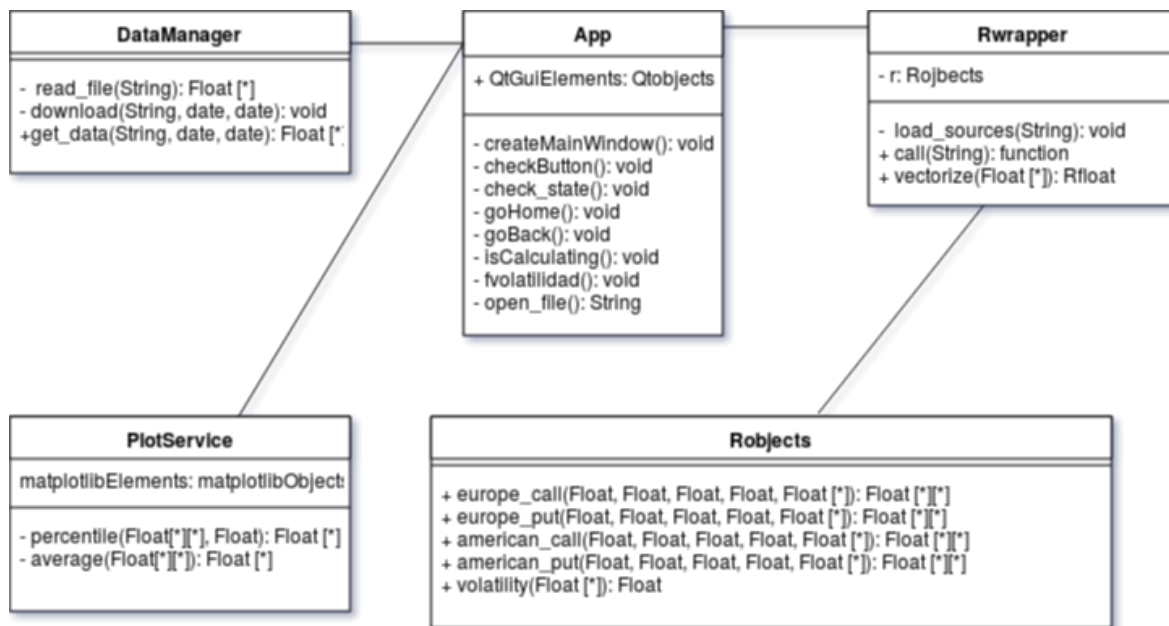 DataManager
- read_file(String): Float [*]
- download(String, date, date): void
+get_data(String, date, date): Float [*
App
+ QtGuiElements: Qtobjects
- createMainWindow(): void
- checkButton(): void
- check_state(): void
- goHome(): void
- goBack(): void
- isCalculating(): void
- fvolatilidad(): void
- open_file(): String
Rwrapper
- r: Rojbects
- load_sources(String): void
+ call(String): function
+ vectorize(Float [*]): Rfloat
PlotService
matplotlibElements: matplotlibObjects
- percentile(Float[*][*], Float): Float [*]
- average(Float[*][*]): Float [*]
Robjects
+ europe_call(Float, Float, Float, Float, Float [*]): Float [*][*]
+ europe_put(Float, Float, Float, Float, Float [*]): Float [*][*]
+ american_call(Float, Float, Float, Float, Float [*]): Float [*][*]
+ american_put(Float, Float, Float, Float, Float [*]): Float [*][*]
+ volatility(Float [*]): Float